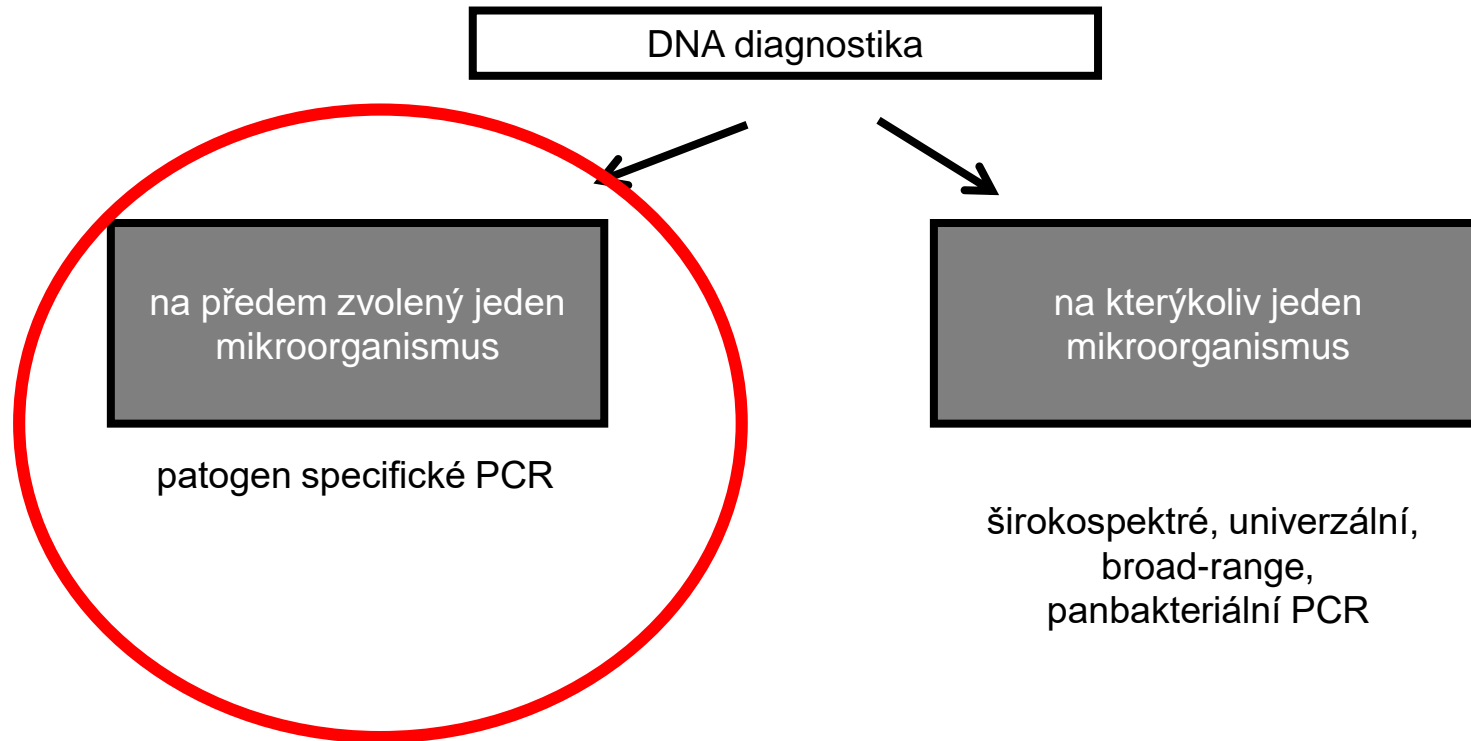 DNA diagnostika
na předem zvolený jeden
mikroorganismus
na kterýkoliv jeden
mikroorganismus
patogen specifické PCR
širokospektré, univerzální,
broad-range,
panbakteriální PCR